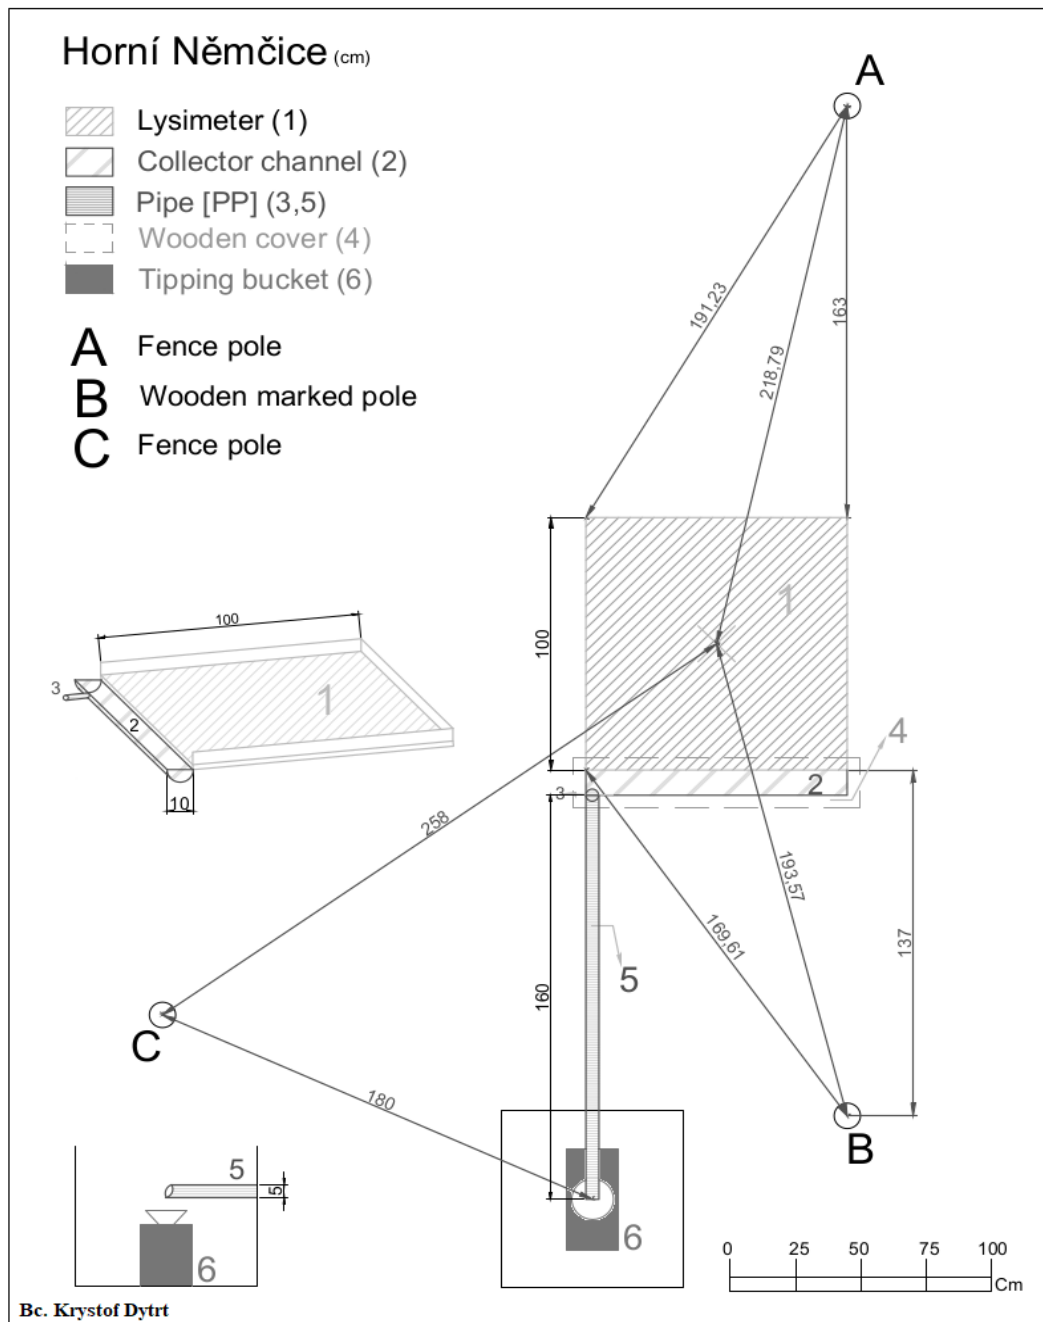 Horní Němčice (cm)
Lysimeter (1)
Collector channel (2)
Pipe [PP] (3,5)
Wooden cover (4)
Tipping bucket (6)
A Fence pole
B Wooden marked pole
C Fence pole
A
191,23
218,79
163
100
1
100
3
1
2
10
4
2
3
258
193,57
169,61
137
5
160
C
180
B
5
5
6
6
0 25 50 75 100
Cm
Bc. Krystof Dytrt